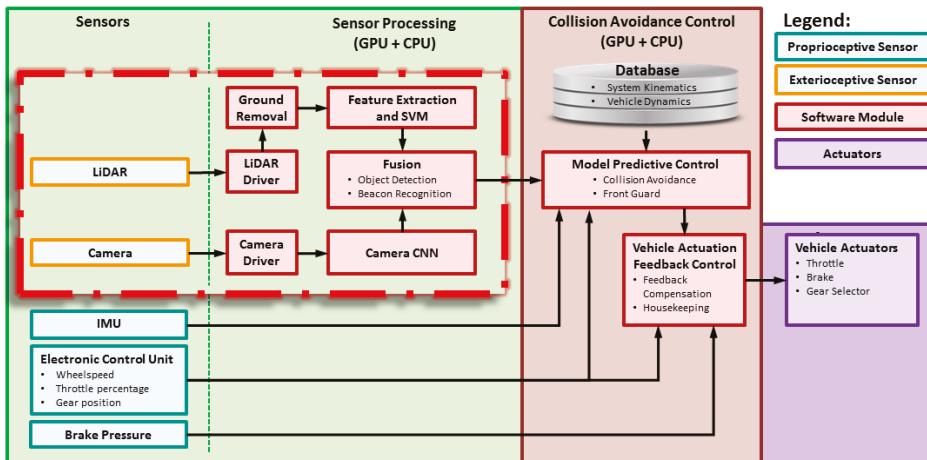 Sensors
Sensor Processing
(GPU + CPU)
Collision Avoidance Control
(GPU + CPU)
Legend:
Proprioceptive Sensor
Exterioceptive Sensor
Software Module
Actuators
Database
• System Kinematics
• Vehicle Dynamics
Ground
Removal
Feature Extraction
and SVM
LiDAR
LiDAR
Driver
Fusion
• Object Detection
• Beacon Recognition
Model Predictive Control
• Collision Avoidance
• Front Guard
Camera
Camera
Driver
Camera CNN
Vehicle Actuation
Feedback Control
• Feedback
Compensation
• Housekeeping
Vehicle Actuators
• Throttle
• Brake
• Gear Selector
IMU
Electronic Control Unit
• Wheelspeed
• Throttle percentage
• Gear position
Brake Pressure